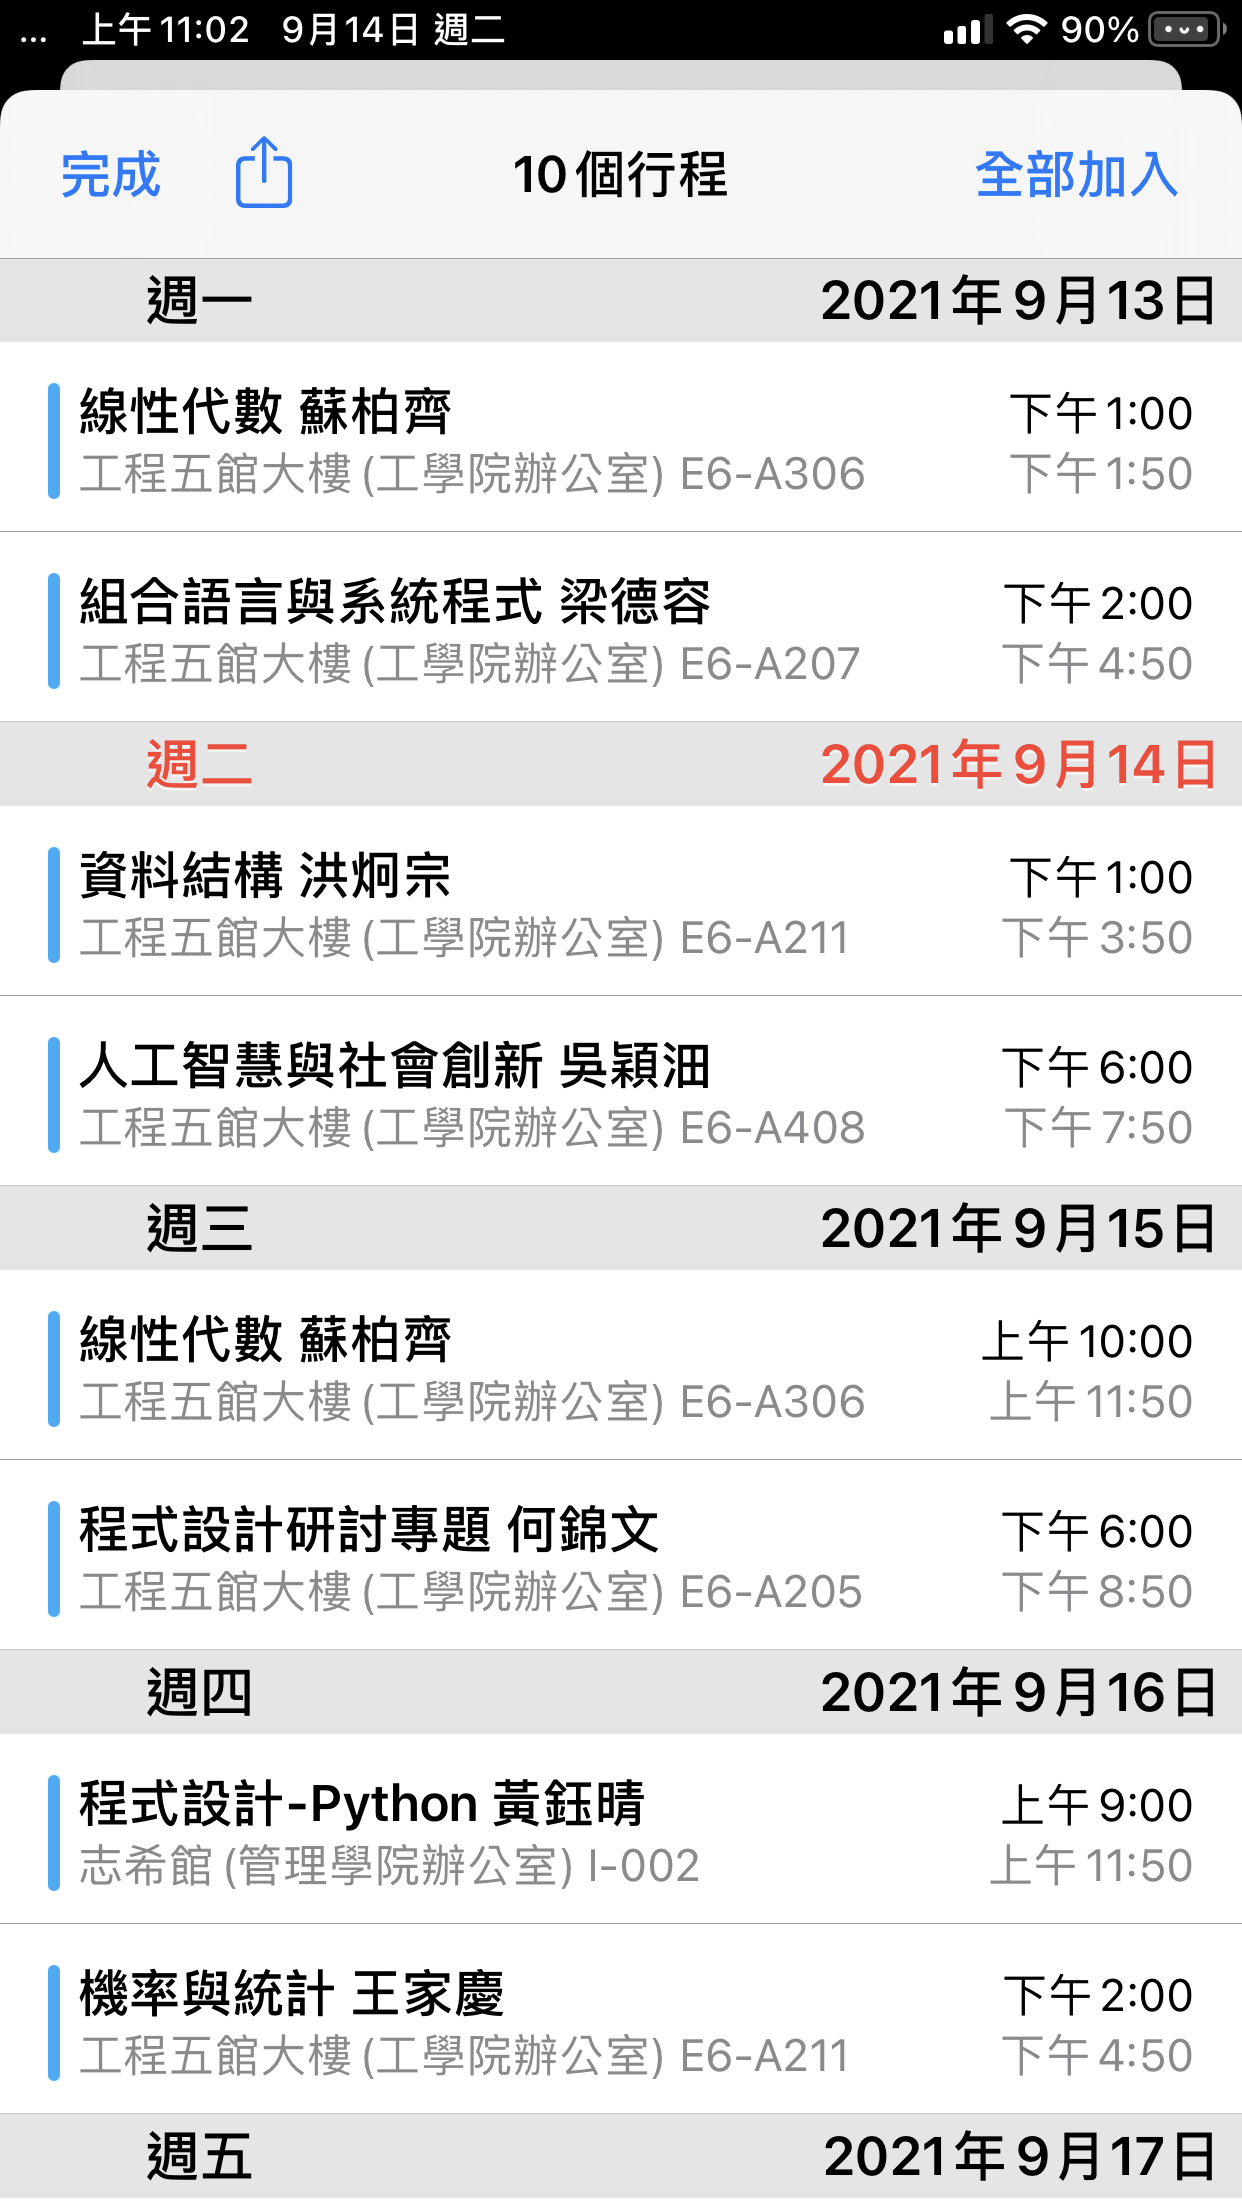 ... 上午11:02 9月14日 週二 90%
完成 10個行程 全部加入
週一 2021年9月13日
線性代數 蘇柏齊 下午1:00
工程五館大樓(工學院辦公室) E6-A306 下午1:50
組合語言與系統程式 梁德容 下午2:00
工程五館大樓(工學院辦公室) E6-A207 下午4:50
週二 2021年9月14日
資料結構 洪炯宗 下午1:00
工程五館大樓(工學院辦公室) E6-A211 下午3:50
人工智慧與社會創新 吳穎沺 下午6:00
工程五館大樓(工學院辦公室) E6-A408 下午7:50
週三 2021年9月15日
線性代數 蘇柏齊 上午10:00
工程五館大樓(工學院辦公室) E6-A306 上午11:50
程式設計研討專題 何錦文 下午6:00
工程五館大樓(工學院辦公室) E6-A205 下午8:50
週四 2021年9月16日
程式設計-Python 黃鈺晴 上午9:00
志希館(管理學院辦公室) I-002 上午11:50
機率與統計 王家慶 下午2:00
工程五館大樓(工學院辦公室) E6-A211 下午4:50
週五 2021年9月17日